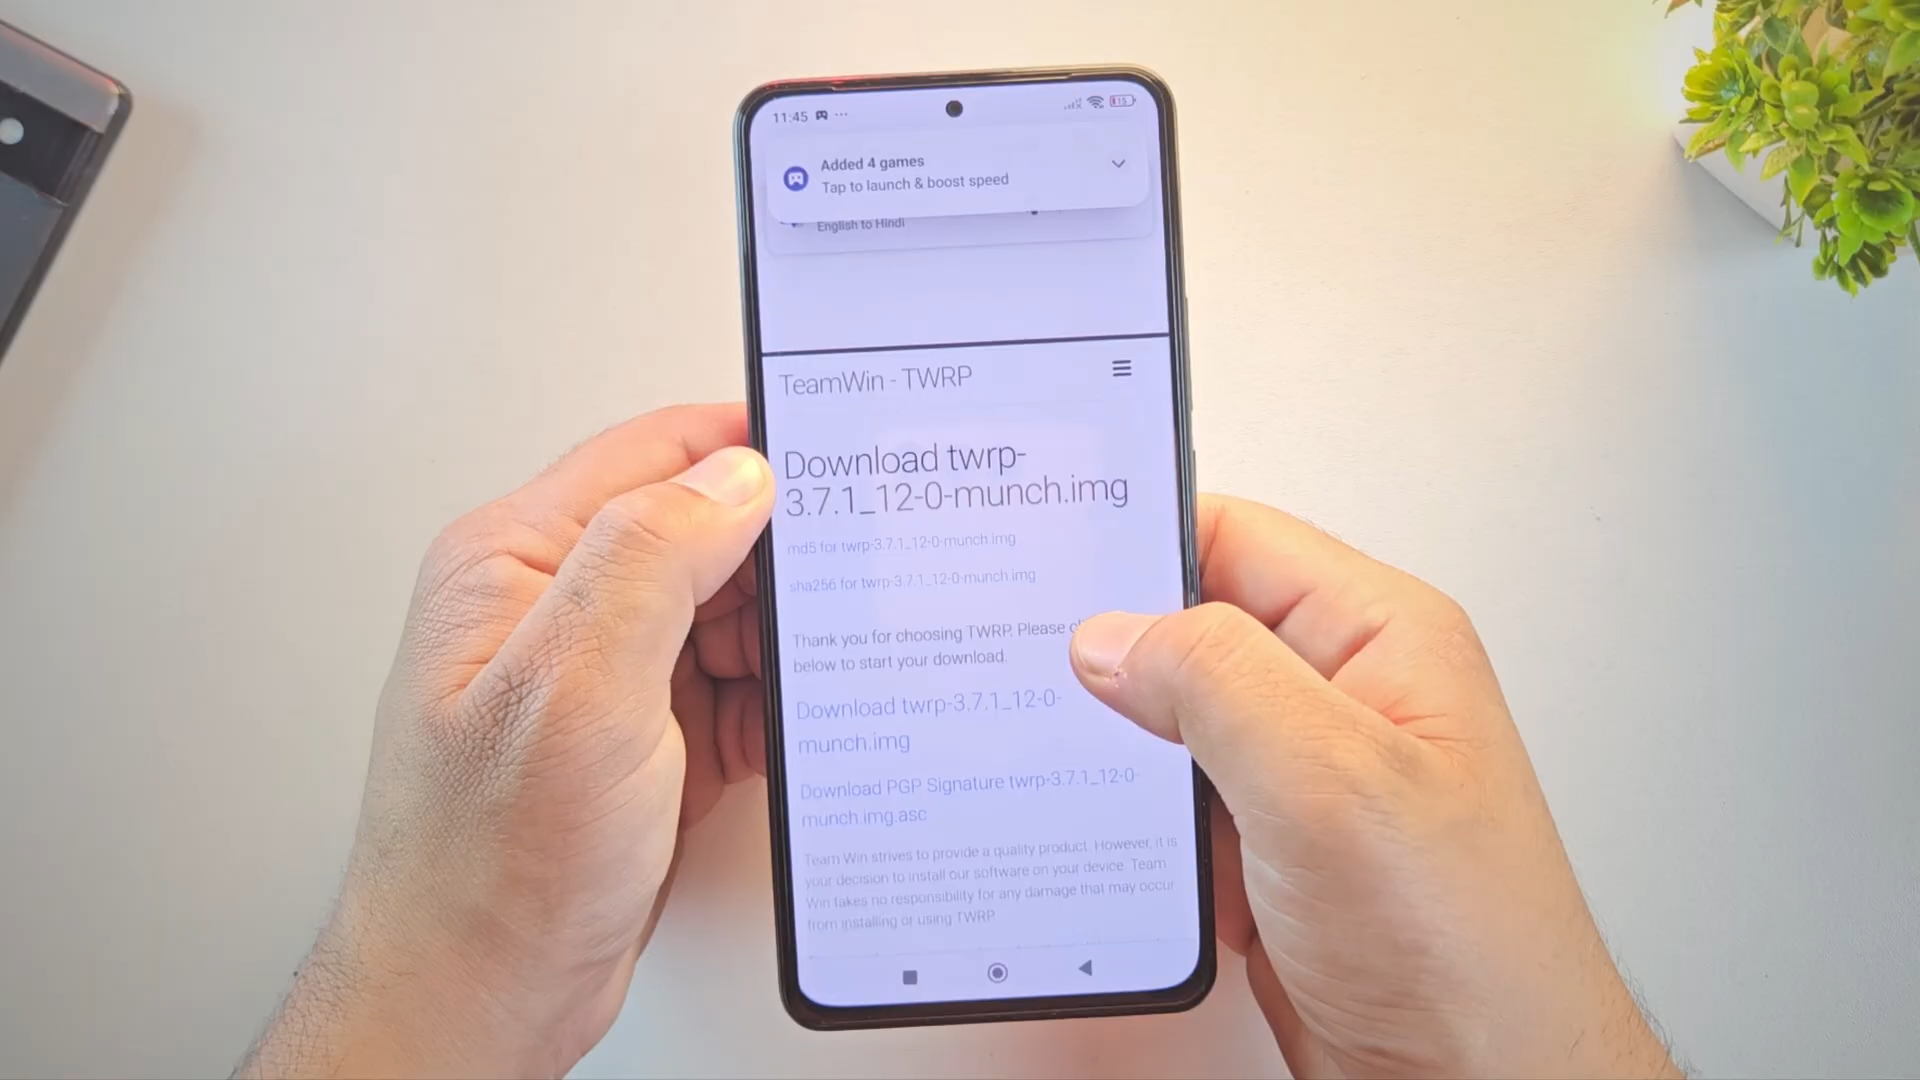 11:45 ...
15
Added 4 games
Tap to launch & boost speed
English to Hindi
TeamWin - TWRP
Download twrp-
3.7.1_12-0-munch.img
md5 for twrp-3.7.1_12-0-munch.img
sha256 for twrp-3.7.1_12-0-munch.img
Thank you for choosing TWRP. Please
below to start your download.
Download twrp-3.7.1_12-0-
munch.img
Download PGP Signature twrp-3.7.1_12-0-
munch.img.asc
Team Win strives to provide a quality product. However, it is
your decision to install our software on your device. Team
Win takes no responsibility for any damage that may occur
from installing or using TWRP.